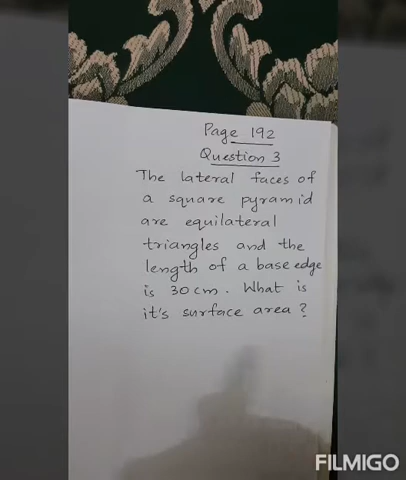 Page 192
Question 3
The lateral faces of
a square pyramid
are equilateral
triangles and the
length of a base edge
is 30 cm. What is
it's surface area?
FILMIGO